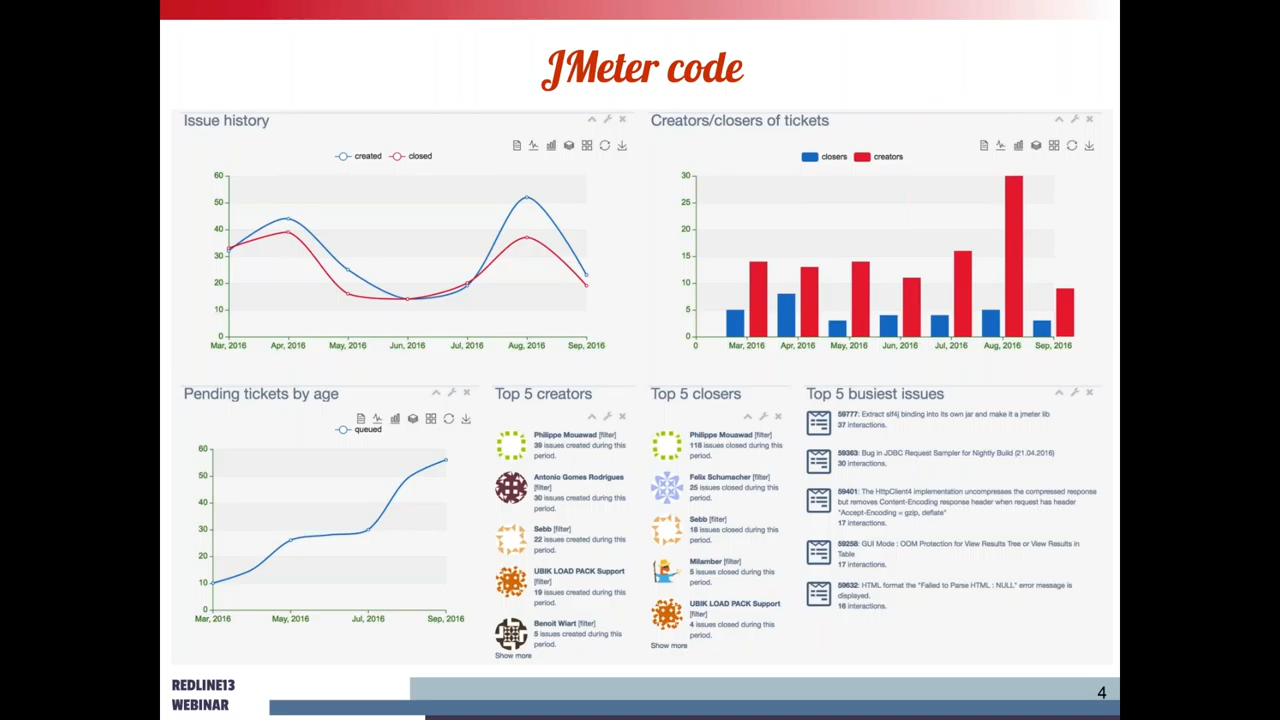 JMeter code
Issue history
created closed
60
50
40
30
20
10
0
Mar, 2016 Apr, 2016 May, 2016 Jun, 2016 Jul, 2016 Aug, 2016 Sep, 2016
Creators/closers of tickets
closers creators
30
25
20
15
10
5
0
0 Mar, 2016 Apr, 2016 May, 2016 Jun, 2016 Jul, 2016 Aug, 2016 Sep, 2016
Pending tickets by age
queued
60
50
40
30
20
10
0
Mar, 2016 May, 2016 Jul, 2016 Sep, 2016
Top 5 creators
Philippe Mouawad [filter]
39 issues created during this
period.
Antonio Gomes Rodrigues
[filter]
30 issues created during this
period.
Sebb [filter]
22 issues created during this
period.
UBIK LOAD PACK Support
[filter]
19 issues created during this
period.
Benoit Wiart [filter]
5 issues created during this
period.
Show more
Top 5 closers
Philippe Mouawad [filter]
118 issues closed during this
period.
Felix Schumacher [filter]
25 issues closed during this
period.
Sebb [filter]
18 issues closed during this
period.
Milamber [filter]
5 issues closed during this
period.
UBIK LOAD PACK Support
[filter]
4 issues closed during this
period.
Show more
Top 5 busiest issues
59777: Extract slf4j binding into its own jar and make it a jmeter lib
37 interactions.
59363: Bug in JDBC Request Sampler for Nightly Build (21.04.2016)
30 interactions.
59401: The HttpClient4 implementation uncompresses the compressed response
but removes Content-Encoding response header when request has header
"Accept-Encoding = gzip, deflate"
17 interactions.
59258: GUI Mode : OOM Protection for View Results Tree or View Results in
Table
17 interactions.
59632: HTML format the "Failed to Parse HTML : NULL" error message is
displayed.
16 interactions.
REDLINE13
WEBINAR
4